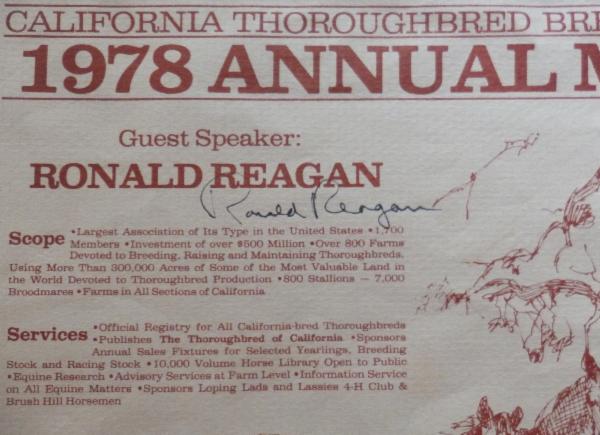 CALIFORNIA THOROUGHBRED BRE
1978 ANNUAL M
Guest Speaker:
RONALD REAGAN
Ronald Reagan
Scope •Largest Association of Its Type in the United States •1,700
Members •Investment of over $500 Million •Over 800 Farms
Devoted to Breeding, Raising and Maintaining Thoroughbreds,
Using More Than 300,000 Acres of Some of the Most Valuable Land in
the World Devoted to Thoroughbred Production •800 Stallions — 7,000
Broodmares •Farms in All Sections of California
Services •Official Registry for All California-bred Thoroughbreds
•Publishes The Thoroughbred of California •Sponsors
Annual Sales Fixtures for Selected Yearlings, Breeding
Stock and Racing Stock •10,000 Volume Horse Library Open to Public
•Equine Research •Advisory Services at Farm Level •Information Service
on All Equine Matters •Sponsors Loping Lads and Lassies 4-H Club &
Brush Hill Horsemen